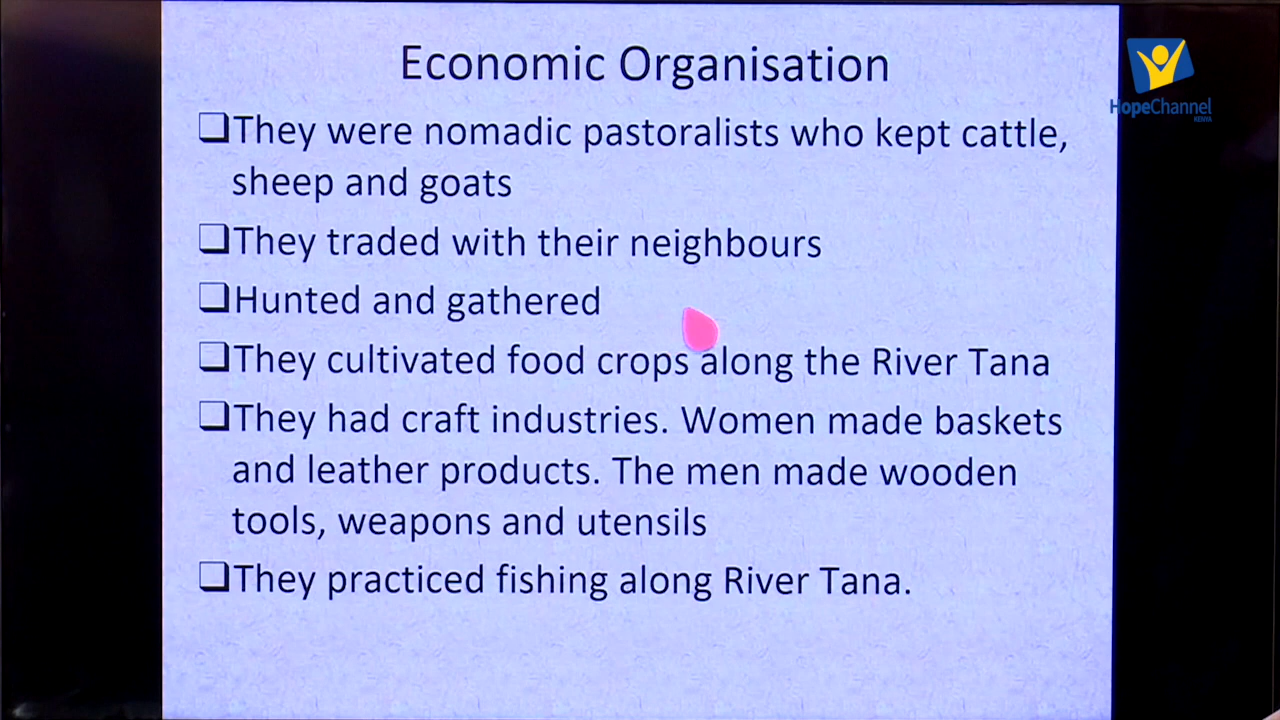 Economic Organisation
HopeChannel
KENYA
❑They were nomadic pastoralists who kept cattle,
sheep and goats
❑They traded with their neighbours
❑Hunted and gathered
❑They cultivated food crops along the River Tana
❑They had craft industries. Women made baskets
and leather products. The men made wooden
tools, weapons and utensils
❑They practiced fishing along River Tana.